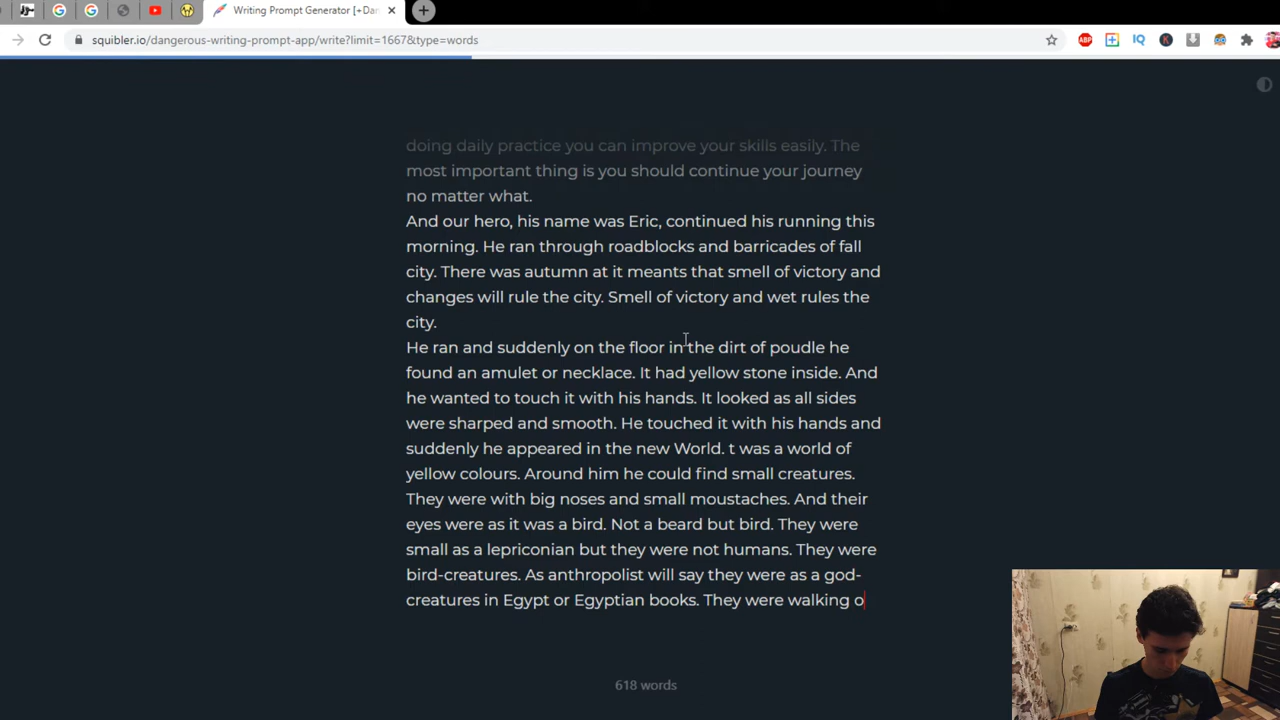 Writing Prompt Generator [+Da
squibler.io/dangerous-writing-prompt-app/write?limit=1667&type=words
ABP
IQ
K
doing daily practice you can improve your skills easily. The
most important thing is you should continue your journey
no matter what.
And our hero, his name was Eric, continued his running this
morning. He ran through roadblocks and barricades of fall
city. There was autumn at it meants that smell of victory and
changes will rule the city. Smell of victory and wet rules the
city.
He ran and suddenly on the floor in the dirt of poudle he
found an amulet or necklace. It had yellow stone inside. And
he wanted to touch it with his hands. It looked as all sides
were sharped and smooth. He touched it with his hands and
suddenly he appeared in the new World. t was a world of
yellow colours. Around him he could find small creatures.
They were with big noses and small moustaches. And their
eyes were as it was a bird. Not a beard but bird. They were
small as a lepriconian but they were not humans. They were
bird-creatures. As anthropolist will say they were as a god-
creatures in Egypt or Egyptian books. They were walking o
618 words